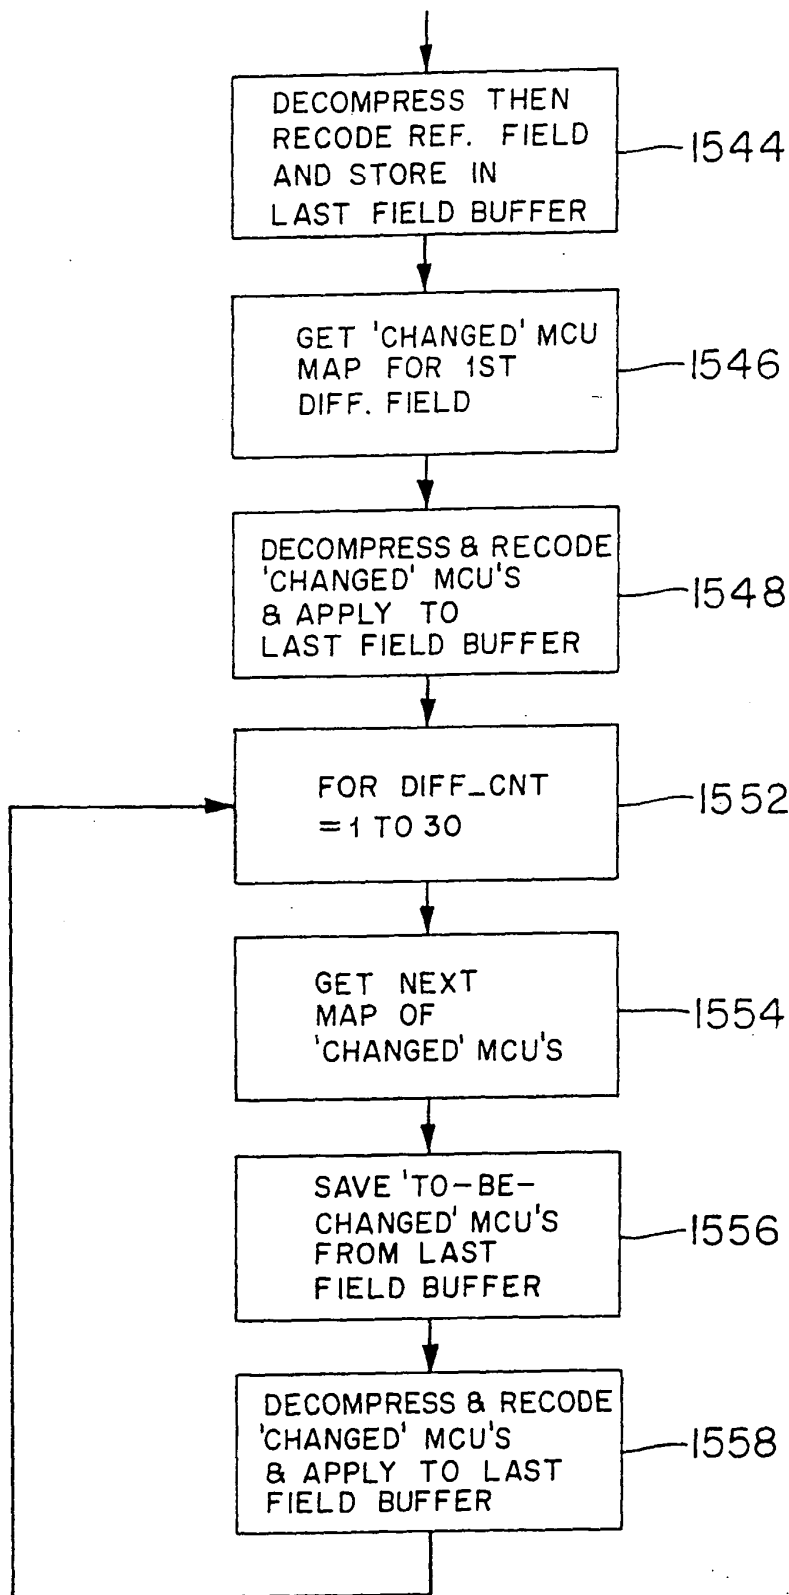 DECOMPRESS THEN
RECODE REF. FIELD
AND STORE IN
LAST FIELD BUFFER
1544
GET 'CHANGED' MCU
MAP FOR 1ST
DIFF. FIELD
1546
DECOMPRESS & RECODE
'CHANGED' MCU'S
& APPLY TO
LAST FIELD BUFFER
1548
FOR DIFF_CNT
=1 TO 30
1552
GET NEXT
MAP OF
'CHANGED' MCU'S
1554
SAVE 'TO-BE-
CHANGED' MCU'S
FROM LAST
FIELD BUFFER
1556
DECOMPRESS & RECODE
'CHANGED' MCU'S
& APPLY TO LAST
FIELD BUFFER
1558